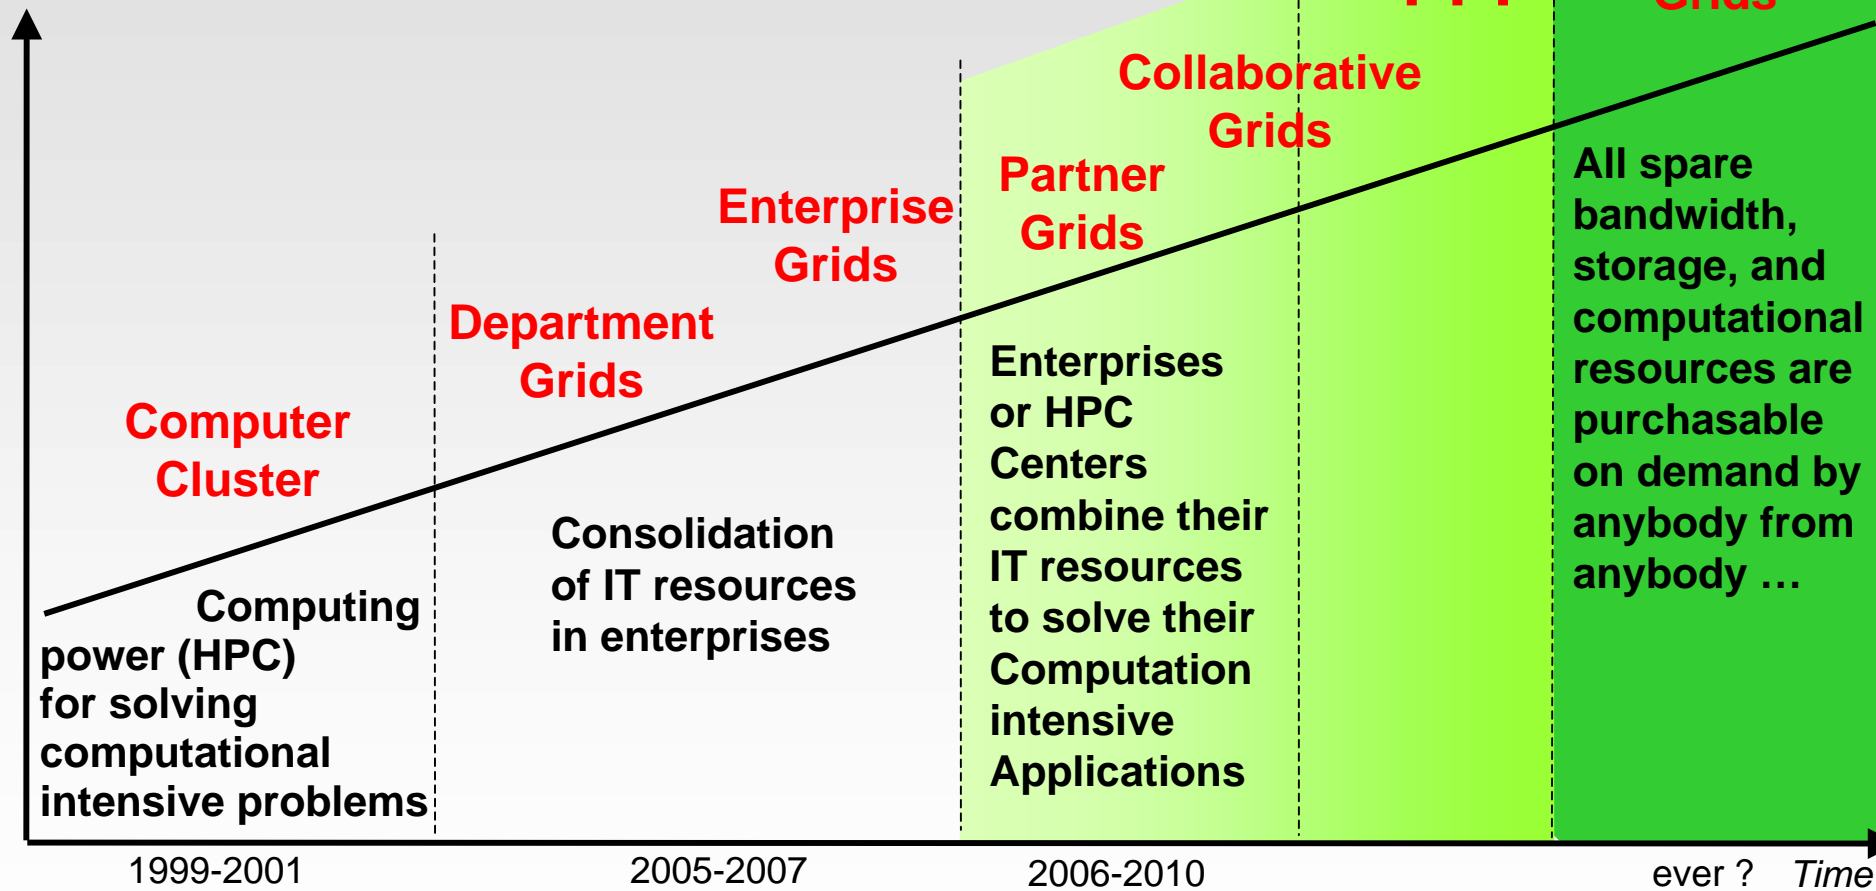 Grids
Collaborative
Grids
Partner
Grids
Enterprise
Grids
Department
Grids
Computer
Cluster
Computing
power (HPC)
for solving
computational
intensive problems
Consolidation
of IT resources
in enterprises
Enterprises
or HPC
Centers
combine their
IT resources
to solve their
Computation
intensive
Applications
All spare
bandwidth,
storage, and
computational
resources are
purchasable
on demand by
anybody from
anybody …
1999-2001
2005-2007
2006-2010
ever ?
Time